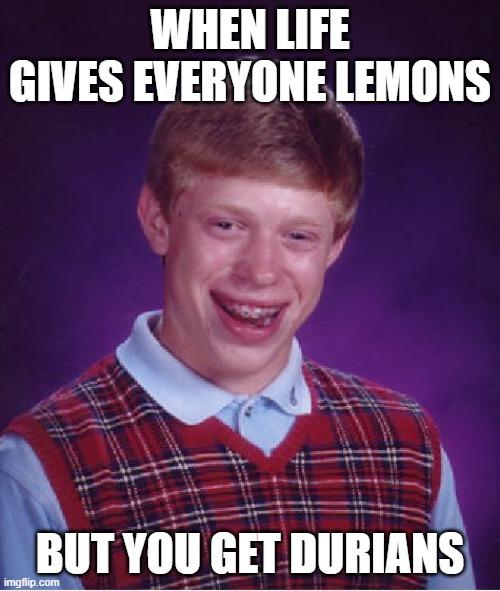 WHEN LIFE
GIVES EVERYONE LEMONS
BUT YOU GET DURIANS
imgflip.com